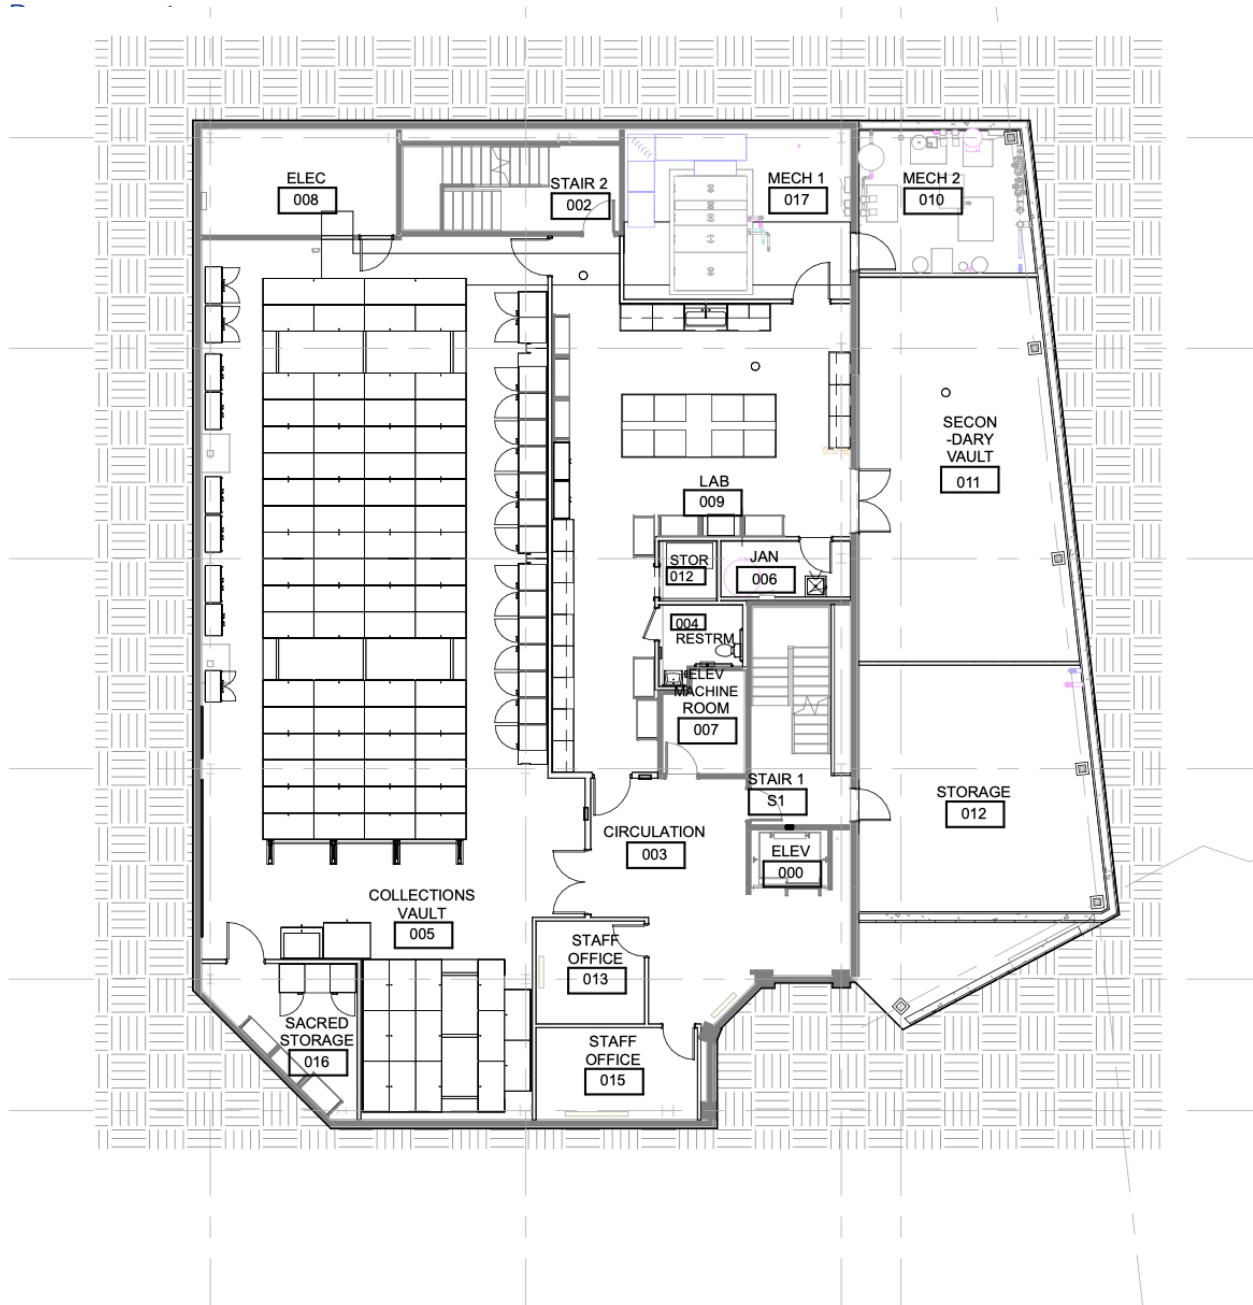 ELEC
008
STAIR 2
002
MECH 1
017
MECH 2
010
SECON
-DARY
VAULT
011
LAB
009
STOR
012
JAN
006
004
RESTRM
ELEV
MACHINE
ROOM
007
STAIR 1
S1
STORAGE
012
CIRCULATION
003
ELEV
000
COLLECTIONS
VAULT
005
STAFF
OFFICE
013
SACRED
STORAGE
016
STAFF
OFFICE
015